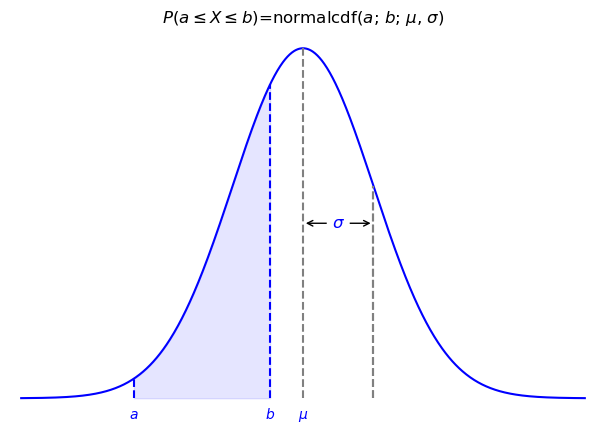 P(a ≤ X ≤ b)=normalcdf(a; b; μ, σ)
σ
a b μ